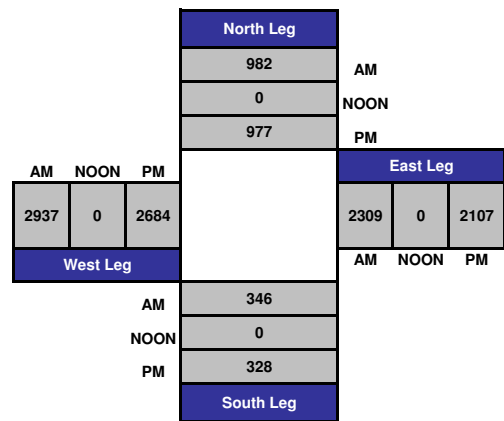 North Leg
982 AM
0 NOON
977 PM
AM NOON PM
East Leg
2937 0 2684
2309 0 2107
West Leg
AM NOON PM
AM 346
NOON 0
PM 328
South Leg